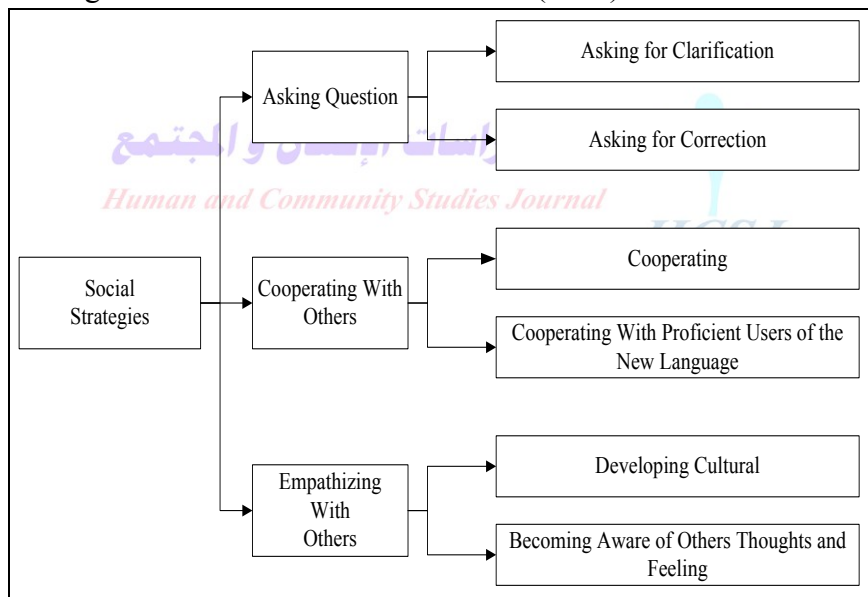 Asking for Clarification
Asking Question
Asking for Correction
Human and Community Studies Journal
Cooperating
Social
Strategies
Cooperating With
Others
Cooperating With Proficient Users of the
New Language
Developing Cultural
Empathizing
With
Others
Becoming Aware of Others Thoughts and
Feeling